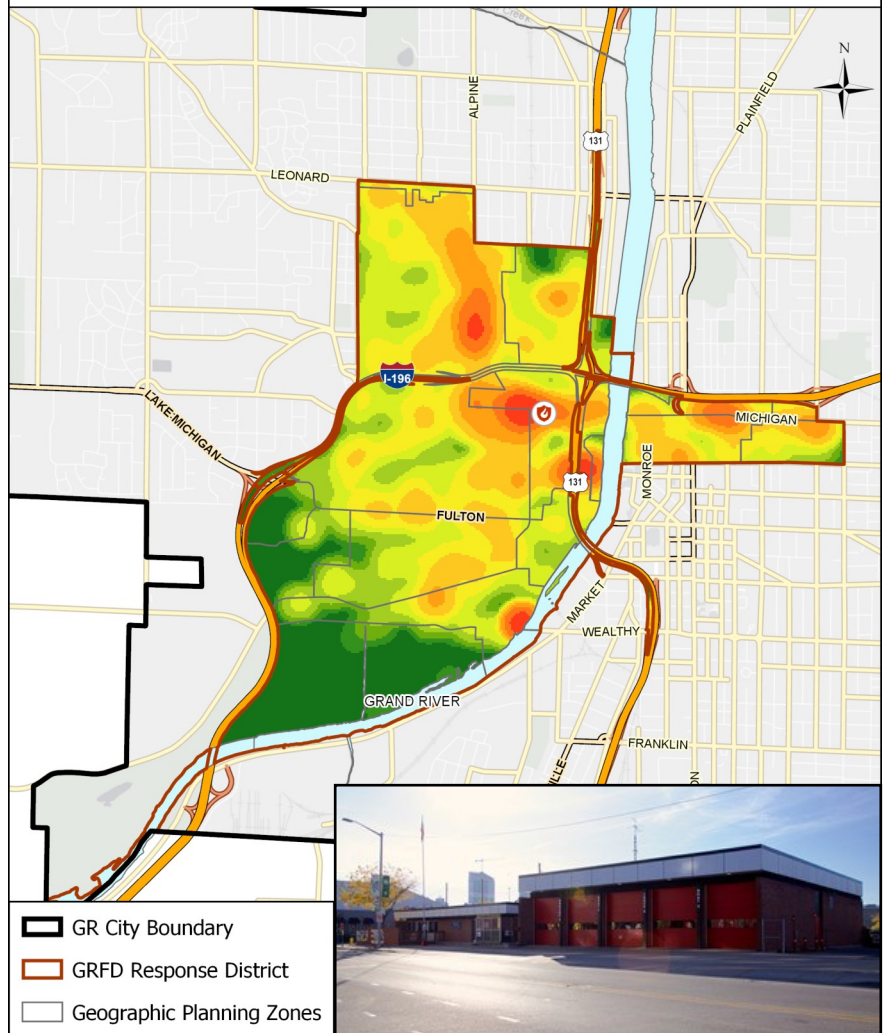 N
ALPINE
PLAINFIELD
131
LEONARD
I-196
LAKE MICHIGAN
MICHIGAN
MONROE
131
FULTON
MARKET
WEALTHY
GRAND RIVER
FRANKLIN
GR City Boundary
GRFD Response District
Geographic Planning Zones